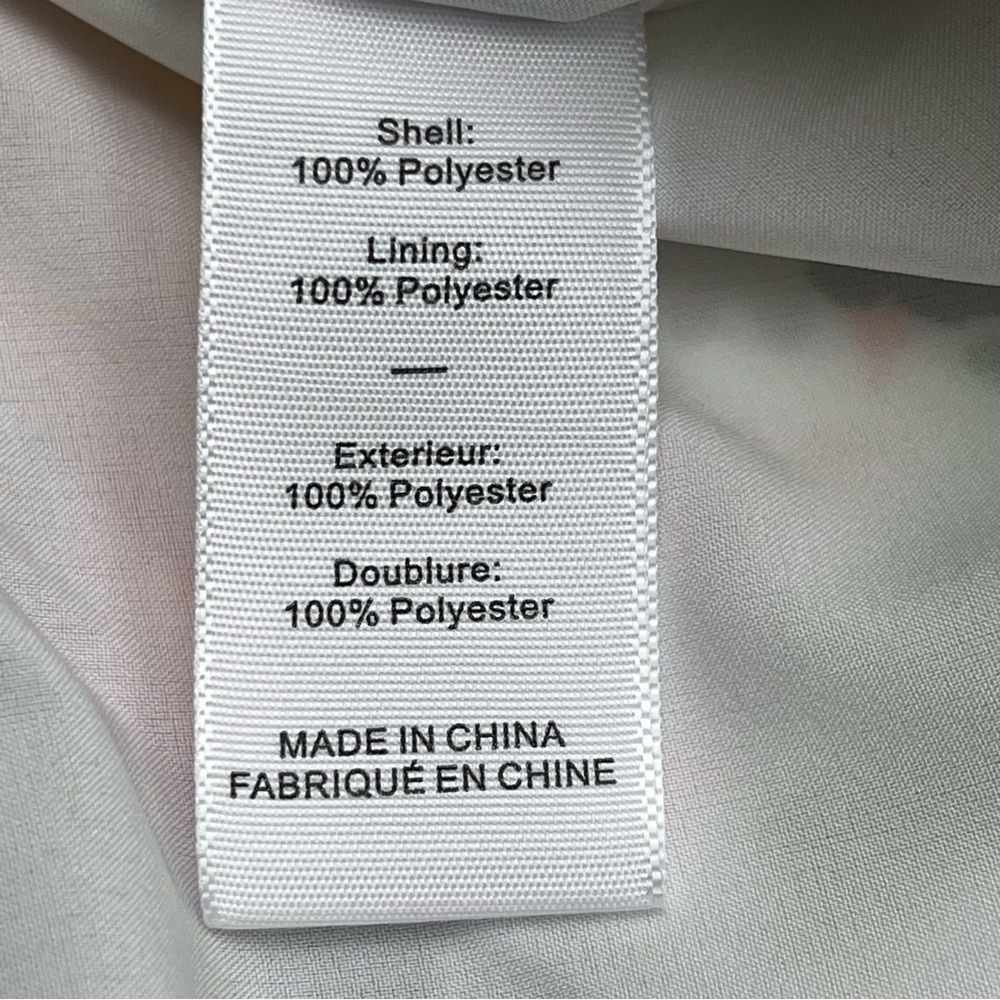 Shell:
100% Polyester
Lining:
100% Polyester
—
Exterieur:
100% Polyester
Doublure:
100% Polyester
MADE IN CHINA
FABRIQUÉ EN CHINE